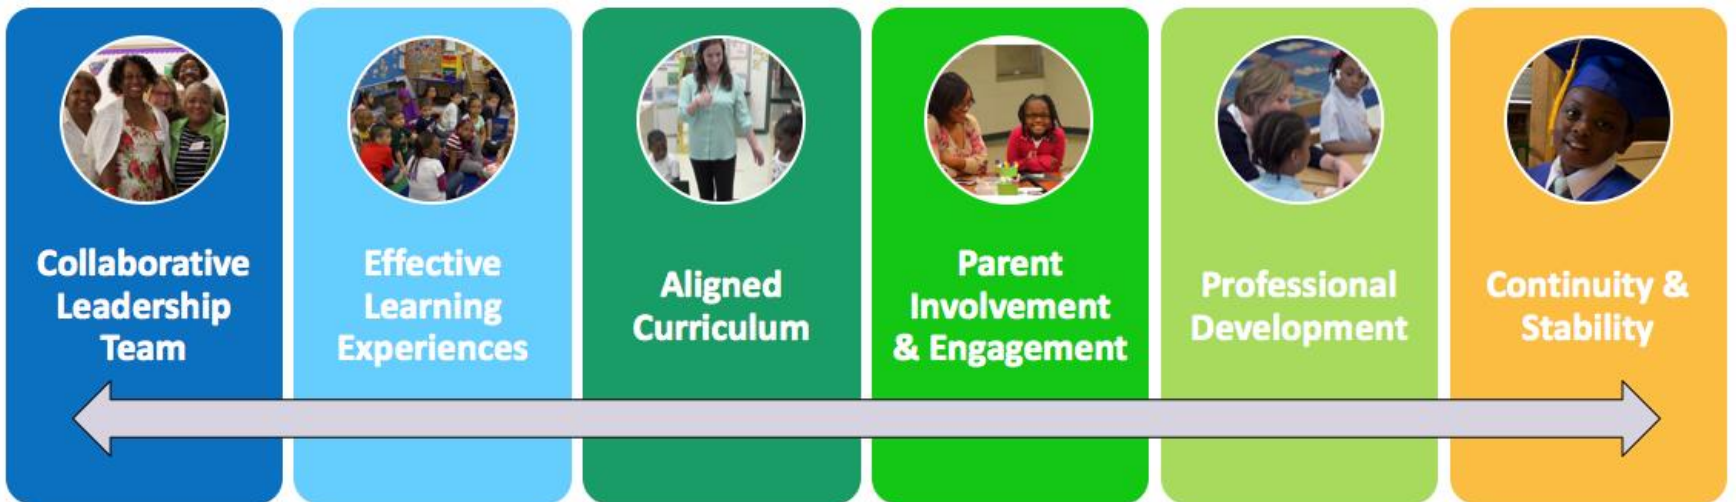 Collaborative
Leadership
Team
Effective
Learning
Experiences
Aligned
Curriculum
Parent
Involvement
& Engagement
Professional
Development
Continuity &
Stability